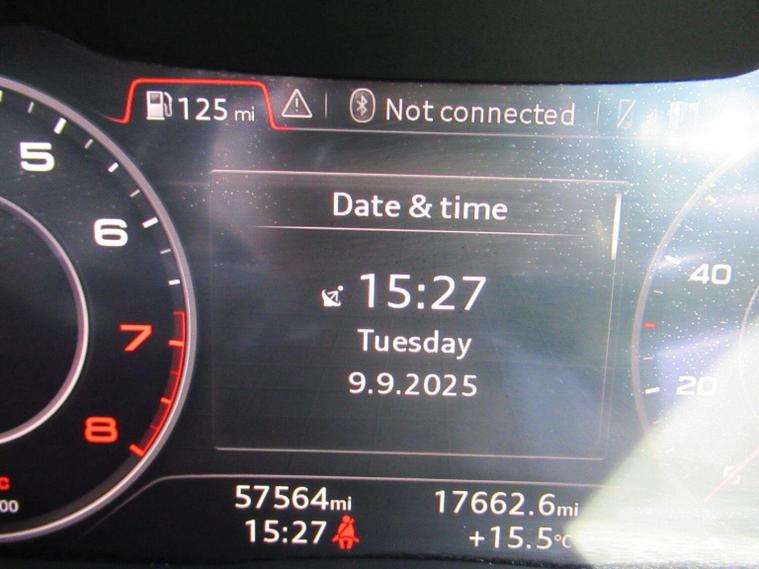 125 mi
Not connected
5
6
7
8
Date & time
15:27
Tuesday
9.9.2025
40
20
57564mi
17662.6mi
15:27
+15.5°C